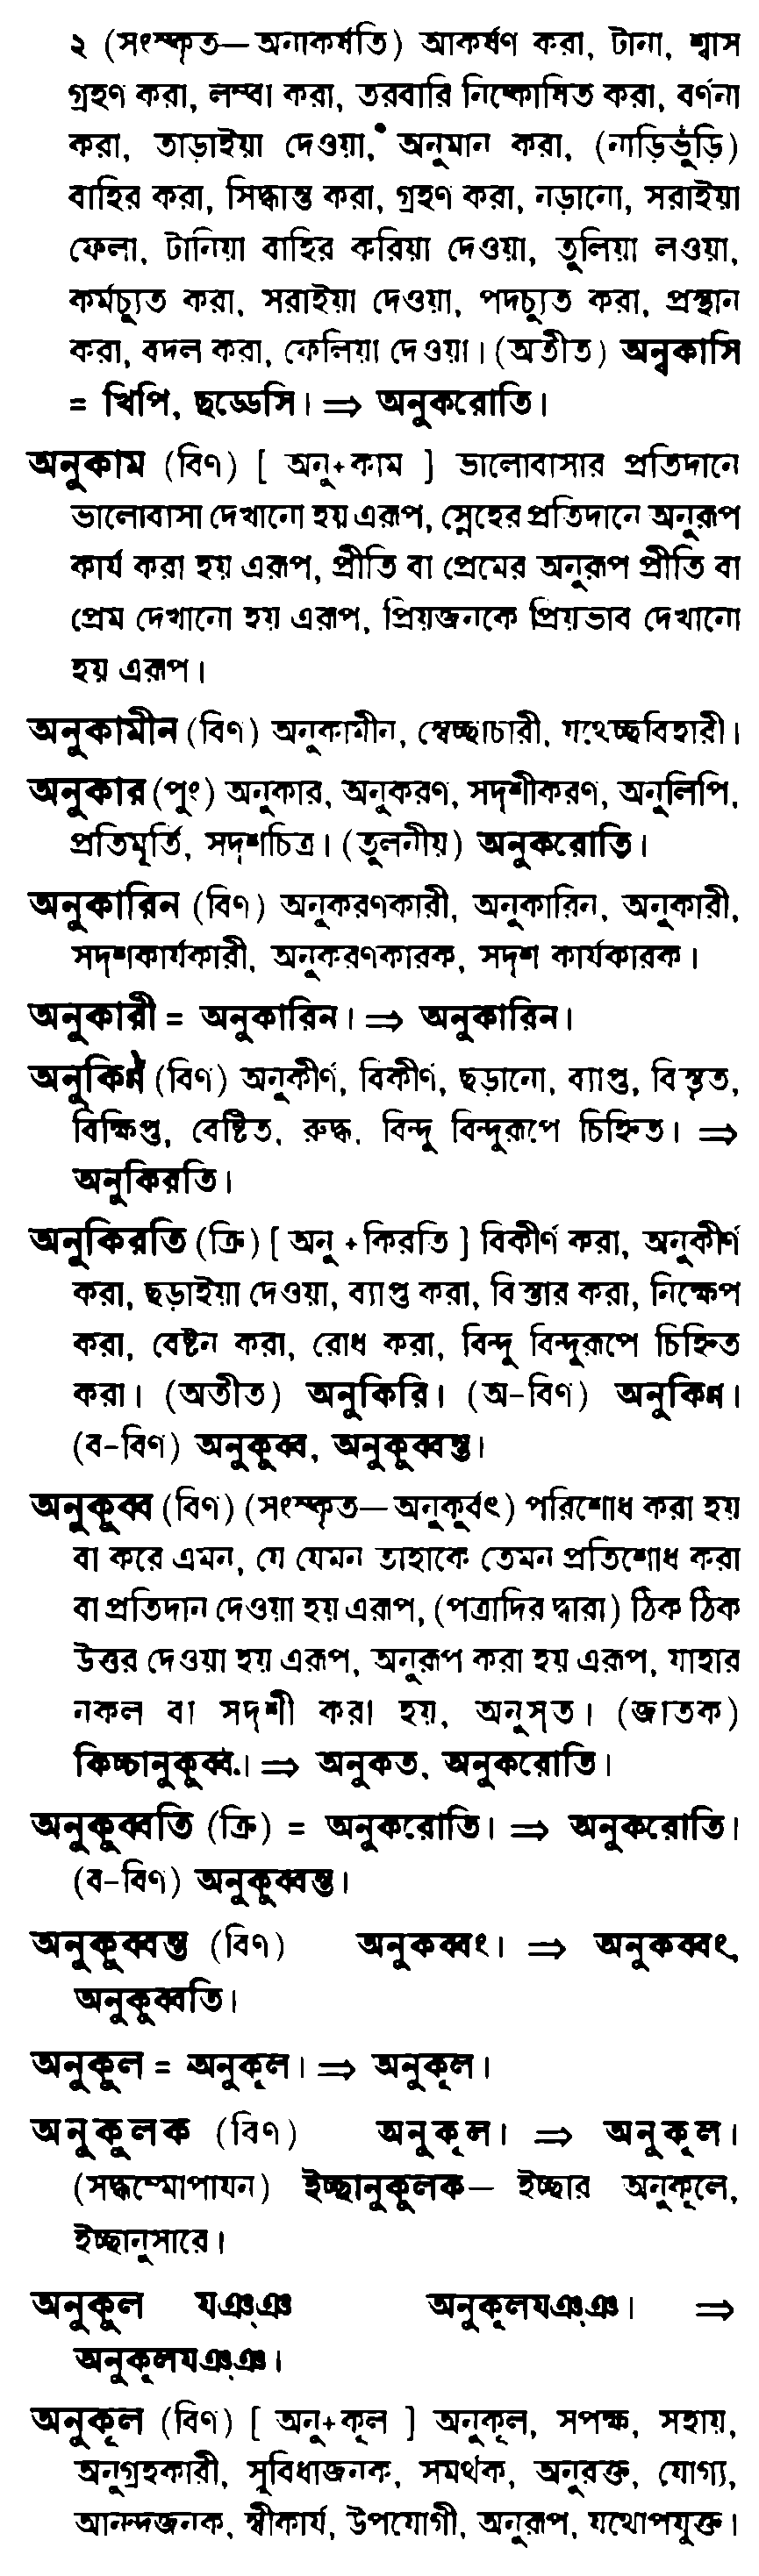 ২ (সংস্কৃত—অনাকর্ষতি) আকর্ষণ করা, টানা, শ্বাস
গ্রহণ করা, লম্বা করা, তরবারি নিষ্কোষিত করা, বর্ণনা
করা, তাড়াইয়া দেওয়া, অনুমান করা, (নাড়িভুঁড়ি)
বাহির করা, সিদ্ধান্ত করা, গ্রহণ করা, নড়ানো, সরাইয়া
ফেলা, টানিয়া বাহির করিয়া দেওয়া, তুলিয়া লওয়া,
কর্মচ্যুত করা, সরাইয়া দেওয়া, পদচ্যুত করা, প্রস্থান
করা, বদল করা, ফেলিয়া দেওয়া। (অতীত) অন্বকাসি
= খিপি, ছড্ডেসি। ⇒ অনুকরোতি।
অনুকাম (বিণ) [ অনু+কাম ] ভালোবাসার প্রতিদানে
ভালোবাসা দেখানো হয় এরূপ, স্নেহের প্রতিদানে অনুরূপ
কার্য করা হয় এরূপ, প্রীতি বা প্রেমের অনুরূপ প্রীতি বা
প্রেম দেখানো হয় এরূপ, প্রিয়জনকে প্রিয়ভাব দেখানো
হয় এরূপ।
অনুকামীন (বিণ) অনুকামীন, স্বেচ্ছাচারী, যথেচ্ছবিহারী।
অনুকার (পুং) অনুকার, অনুকরণ, সদৃশীকরণ, অনুলিপি,
প্রতিমূর্তি, সদৃশচিত্র। (তুলনীয়) অনুকরোতি।
অনুকারিন (বিণ) অনুকরণকারী, অনুকারিন, অনুকারী,
সদৃশকার্যকারী, অনুকরণকারক, সদৃশ কার্যকারক।
অনুকারী = অনুকারিন। ⇒ অনুকারিন।
অনুকিণ্ণ (বিণ) অনুকীর্ণ, বিকীর্ণ, ছড়ানো, ব্যাপ্ত, বিস্তৃত,
বিক্ষিপ্ত, বেষ্টিত, রুদ্ধ, বিন্দু বিন্দুরূপে চিহ্নিত। ⇒
অনুকিরতি।
অনুকিরতি (ক্রি) [ অনু + কিরতি ] বিকীর্ণ করা, অনুকীর্ণ
করা, ছড়াইয়া দেওয়া, ব্যাপ্ত করা, বিস্তার করা, নিক্ষেপ
করা, বেষ্টন করা, রোধ করা, বিন্দু বিন্দুরূপে চিহ্নিত
করা। (অতীত) অনুকিরি। (অ-বিণ) অনুকিণ্ণ।
(ব-বিণ) অনুকুব্ব, অনুকুব্বন্ত।
অনুকুব্ব (বিণ) (সংস্কৃত—অনুকুর্বৎ) পরিশোধ করা হয়
বা করে এমন, যে যেমন তাহাকে তেমন প্রতিশোধ করা
বা প্রতিদান দেওয়া হয় এরূপ, (পত্রাদির দ্বারা) ঠিক ঠিক
উত্তর দেওয়া হয় এরূপ, অনুরূপ করা হয় এরূপ, যাহার
নকল বা সদৃশী করা হয়, অনুসৃত। (জাতক)
কিচ্চানুকুব্ব.। ⇒ অনুকত, অনুকরোতি।
অনুকুব্বতি (ক্রি) = অনুকরোতি। ⇒ অনুকরোতি।
(ব-বিণ) অনুকুব্বন্ত।
অনুকুব্বন্ত (বিণ) অনুকব্বং। ⇒ অনুকব্বং,
অনুকুব্বতি।
অনুকুল = অনুকূল। ⇒ অনুকূল।
অনুকুলক (বিণ) অনুকূল। ⇒ অনুকূল।
(সদ্ধম্মোপাযন) ইচ্ছানুকুলক— ইচ্ছার অনুকূলে,
ইচ্ছানুসারে।
অনুকুল যঞ্ঞ অনুকূলযঞ্ঞ। ⇒
অনুকূলযঞ্ঞ।
অনুকূল (বিণ) [ অনু+কূল ] অনুকূল, সপক্ষ, সহায়,
অনুগ্রহকারী, সুবিধাজনক, সমর্থক, অনুরক্ত, যোগ্য,
আনন্দজনক, স্বীকার্য, উপযোগী, অনুরূপ, যথোপযুক্ত।